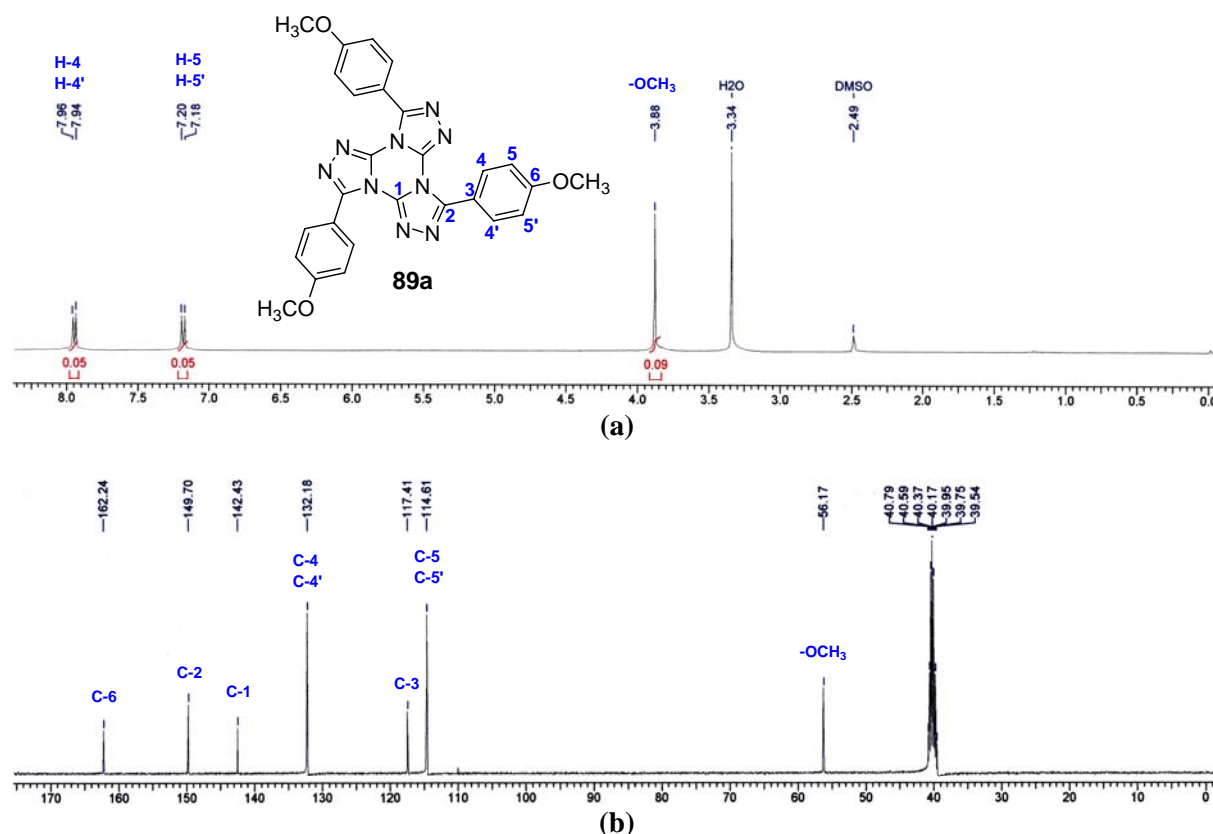 H-4
H-4'
H-5
H-5'
-OCH3
H2O
DMSO
7.96
7.94
7.20
7.18
3.88
3.34
2.49
H3CO
N N
N N
N N
N N
N
1 N
2
3
4
5
6
4'
5'
OCH3
N N
H3CO
89a
0.05
0.05
0.09
8.0 7.5 7.0 6.5 6.0 5.5 5.0 4.5 4.0 3.5 3.0 2.5 2.0 1.5 1.0 0.5 0.0
(a)
162.24
149.70
142.43
132.18
117.41
114.61
56.17
40.79
40.59
40.37
40.17
39.95
39.75
39.54
C-4
C-4'
C-5
C-5'
-OCH3
C-6
C-2
C-1
C-3
170 160 150 140 130 120 110 100 90 80 70 60 50 40 30 20 10 0
(b)